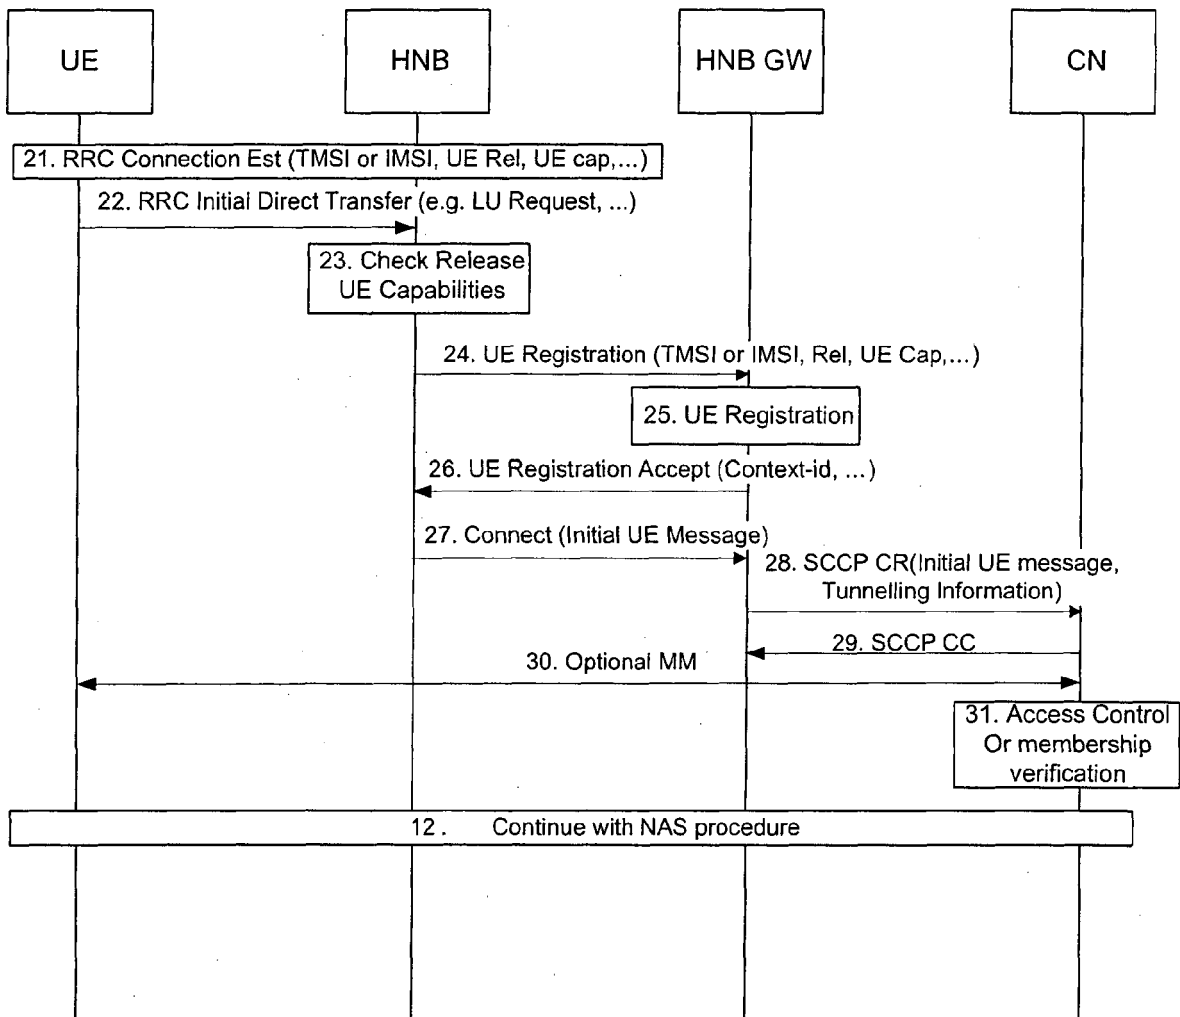 UE
HNB
HNB GW
CN
21. RRC Connection Est (TMSI or IMSI, UE Rel, UE cap,...)
22. RRC Initial Direct Transfer (e.g. LU Request, ...)
23. Check Release
UE Capabilities
24. UE Registration (TMSI or IMSI, Rel, UE Cap,...)
25. UE Registration
26. UE Registration Accept (Context-id, ...)
27. Connect (Initial UE Message)
28. SCCP CR(Initial UE message,
Tunnelling Information)
29. SCCP CC
30. Optional MM
31. Access Control
Or membership
verification
12. Continue with NAS procedure